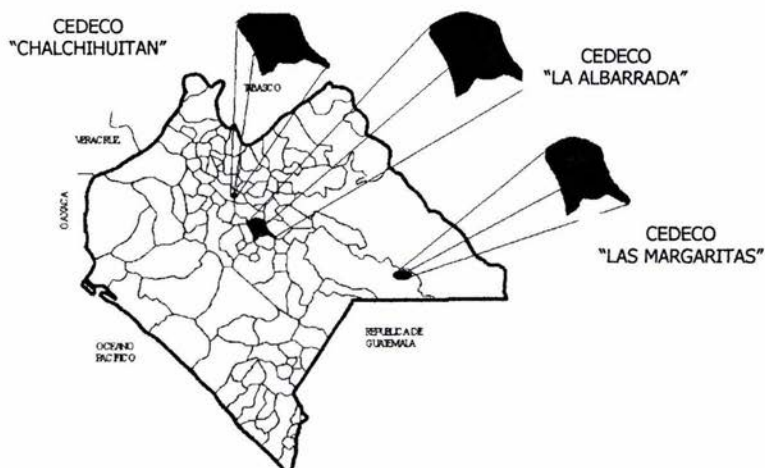 CEDECO
"CHALCHIHUITAN"
CEDECO
"LA ALBARRADA"
TABASCO
VERACRUZ
OAXACA
CEDECO
"LAS MARGARITAS"
OCEANO
PACIFICO
REPUBLICA DE
GUATEMALA